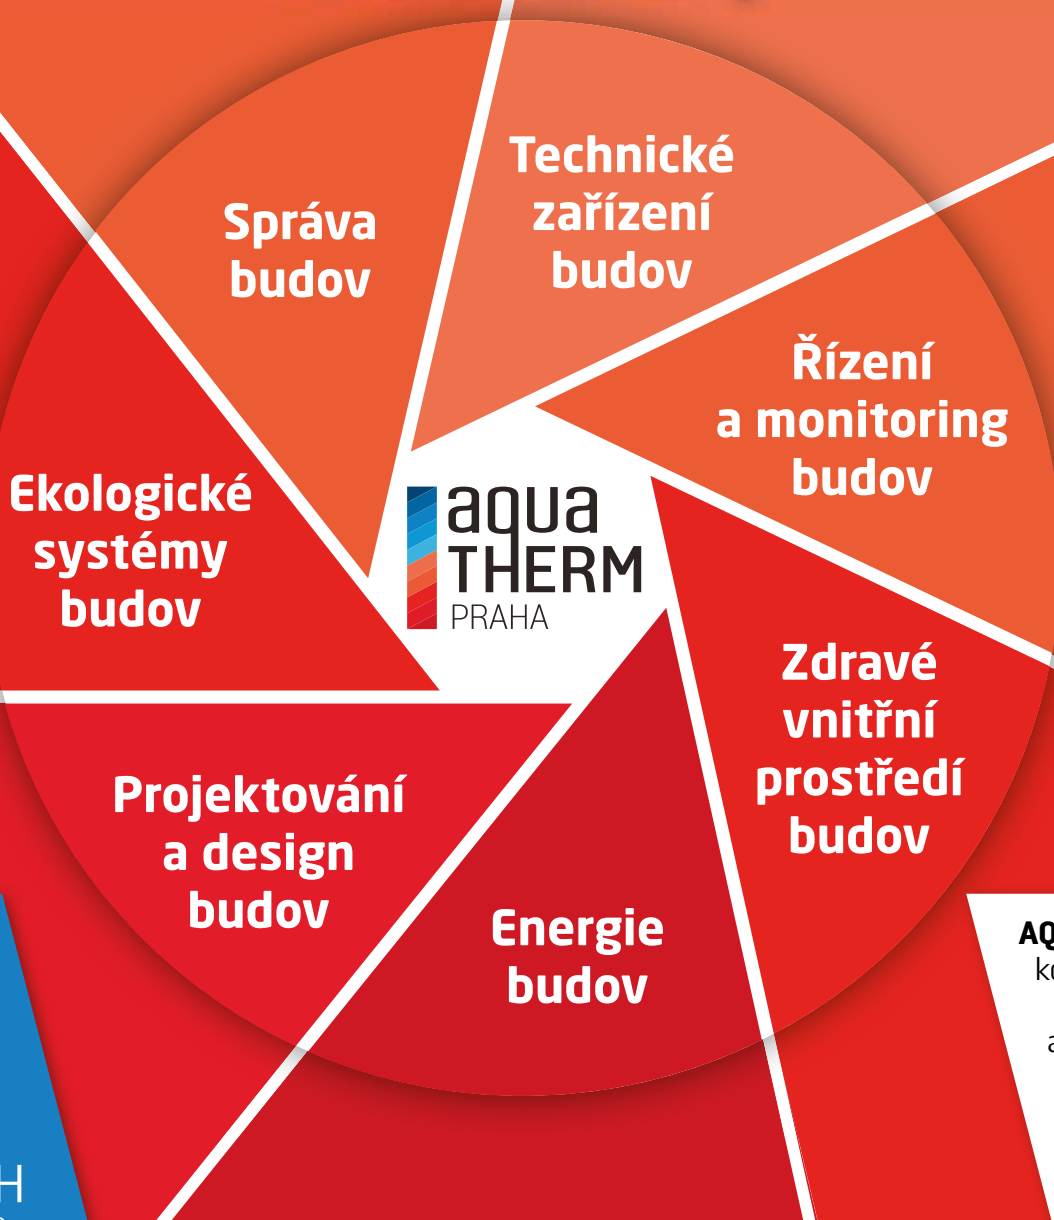 Technické
zařízení
budov
Správa
budov
Řízení
a monitoring
budov
Ekologické
systémy
budov
aqua
THERM
PRAHA
Zdravé
vnitřní
prostředí
budov
Projektování
a design
budov
Energie
budov